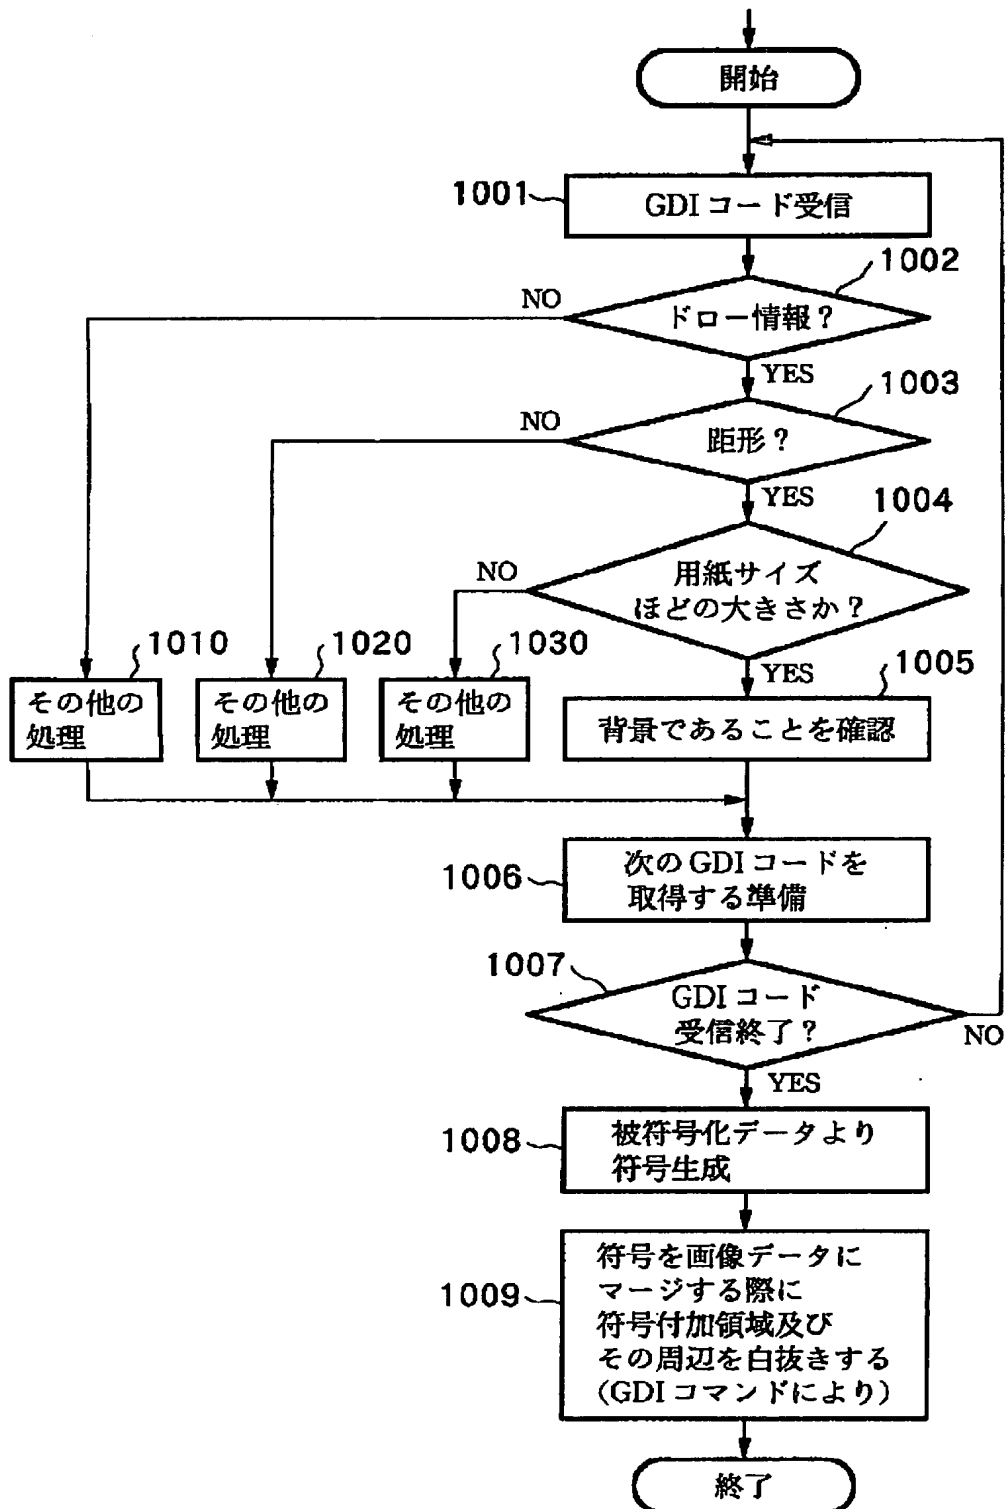 開始
1001
GDIコード受信
1002
ドロー情報？
NO
YES
1003
距形？
NO
YES
1004
用紙サイズ
ほどの大きさか？
NO
YES
1010
その他の
処理
1020
その他の
処理
1030
その他の
処理
1005
背景であることを確認
1006
次のGDIコードを
取得する準備
1007
GDIコード
受信終了？
NO
YES
1008
被符号化データより
符号生成
1009
符号を画像データに
マージする際に
符号付加領域及び
その周辺を白抜きする
（GDIコマンドにより）
終了